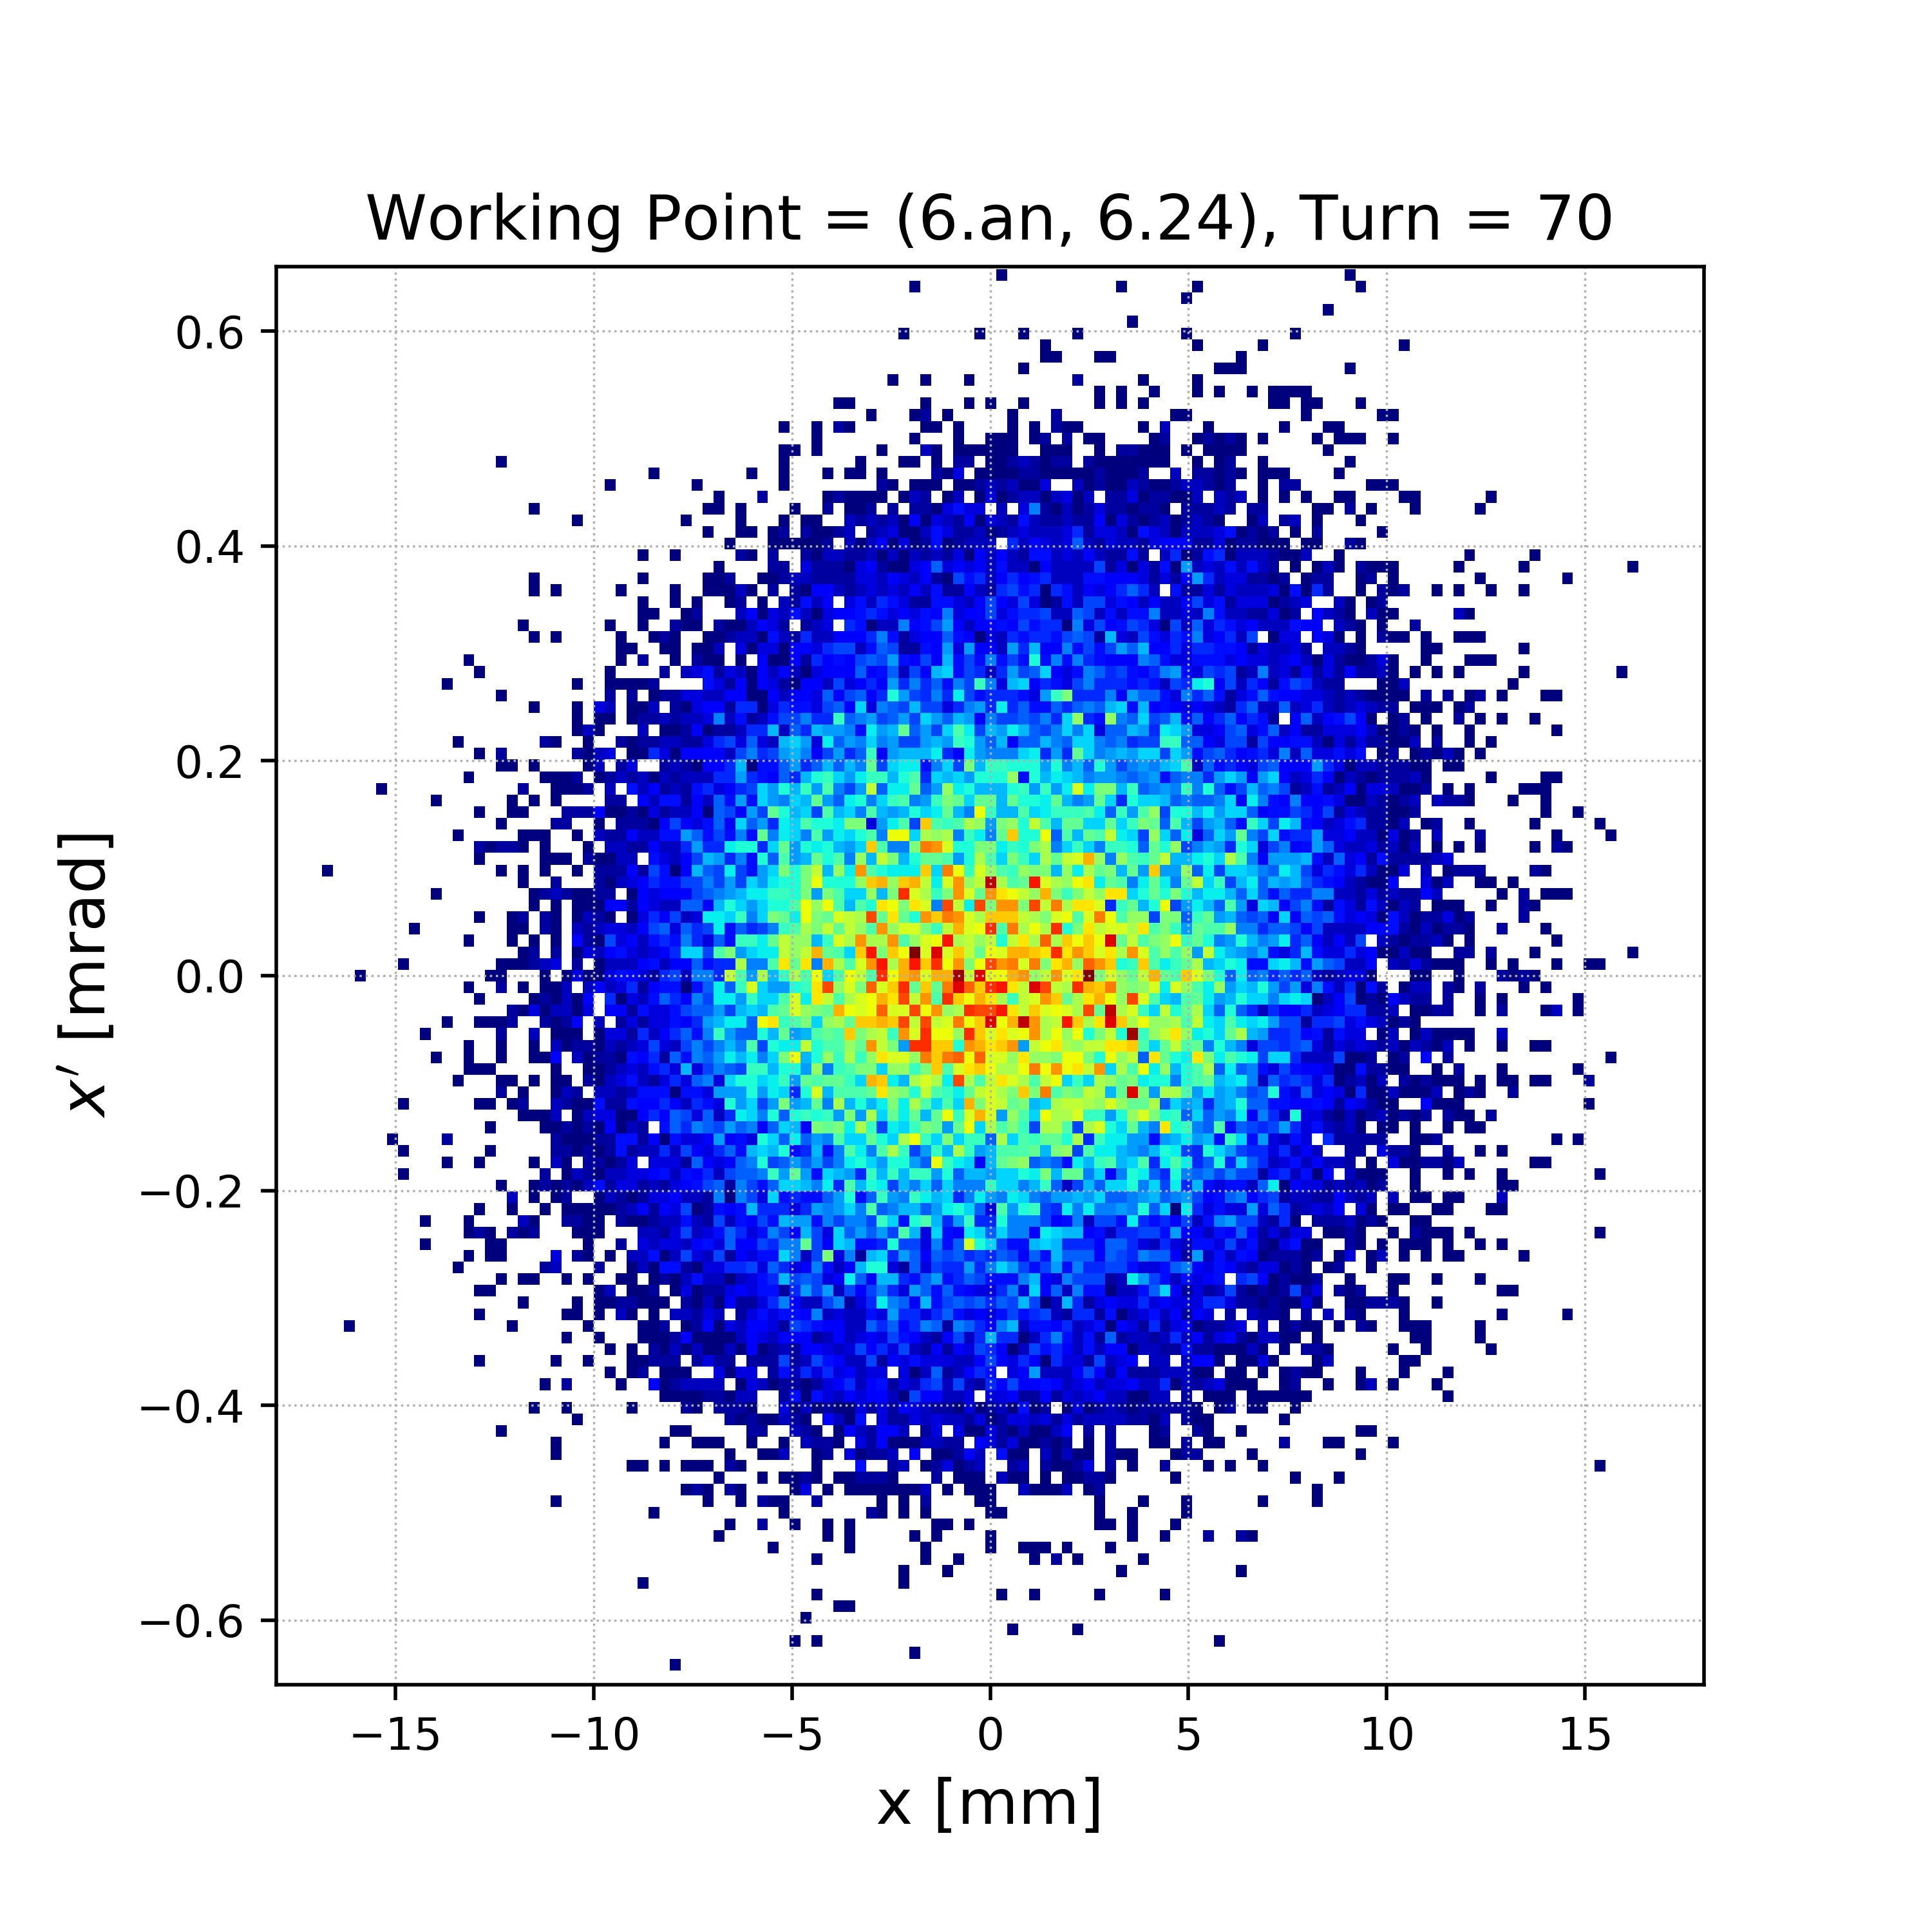 Working Point = (6.an, 6.24), Turn = 70
0.6
0.4
0.2
0.0
−0.2
−0.4
−0.6
x′ [mrad]
−15 −10 −5 0 5 10 15
x [mm]